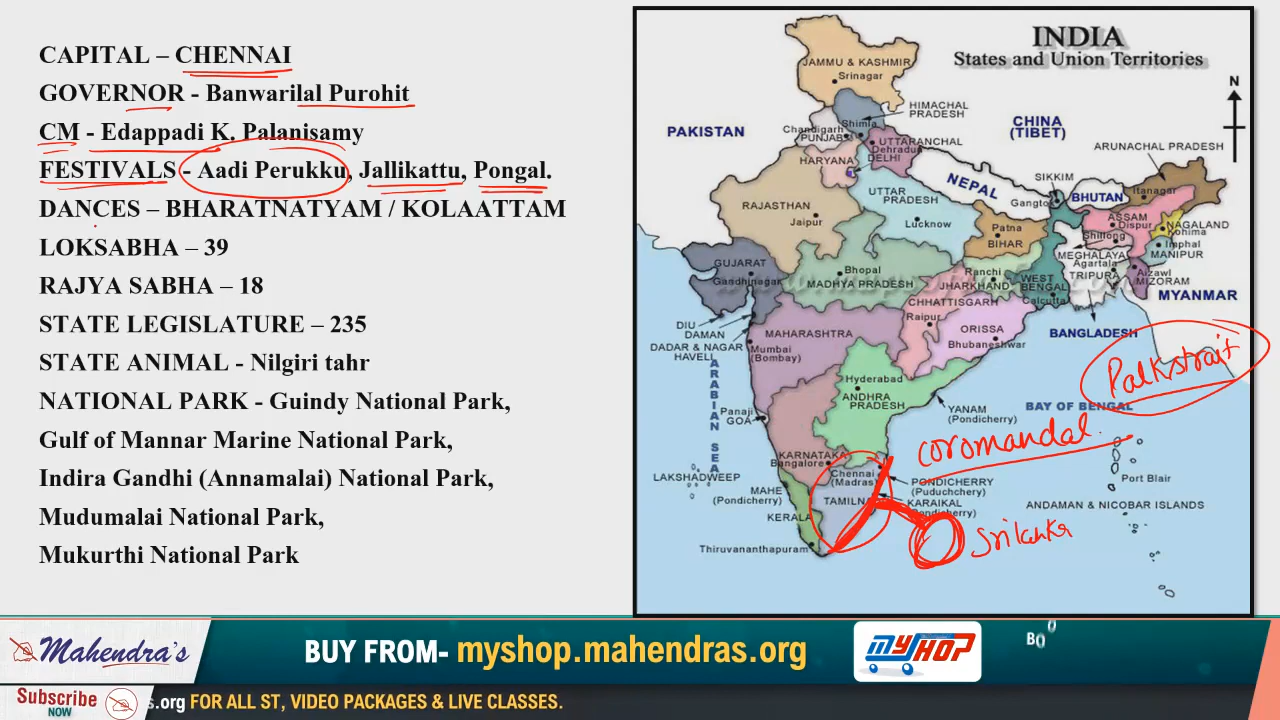 CAPITAL – CHENNAI
GOVERNOR - Banwarilal Purohit
CM - Edappadi K. Palanisamy
FESTIVALS - Aadi Perukku, Jallikattu, Pongal.
DANCES – BHARATNATYAM / KOLAATTAM
LOKSABHA – 39
RAJYA SABHA – 18
STATE LEGISLATURE – 235
STATE ANIMAL - Nilgiri tahr
NATIONAL PARK - Guindy National Park,
Gulf of Mannar Marine National Park,
Indira Gandhi (Annamalai) National Park,
Mudumalai National Park,
Mukurthi National Park
INDIA
States and Union Territories
N
JAMMU & KASHMIR
Srinagar
HIMACHAL
PRADESH
Shimla
Chandigarh
PUNJAB
UTTARANCHAL
Dehradun
HARYANA
DELHI
PAKISTAN
CHINA
(TIBET)
ARUNACHAL PRADESH
Itanagar
SIKKIM
Gangtok
NEPAL
BHUTAN
RAJASTHAN
Jaipur
UTTAR
PRADESH
Lucknow
Patna
BIHAR
ASSAM
Dispur
NAGALAND
Kohima
Shillong
MEGHALAYA
Imphal
MANIPUR
Agartala
TRIPURA
Aizawl
MIZORAM
GUJARAT
Gandhinagar
Bhopal
MADHYA PRADESH
Ranchi
JHARKHAND
WEST
BENGAL
Calcutta
MYANMAR
BANGLADESH
CHHATTISGARH
Raipur
ORISSA
Bhubaneshwar
DIU
DAMAN
DADAR & NAGAR
HAVELI
MAHARASHTRA
Mumbai
(Bombay)
ARABIAN SEA
Hyderabad
ANDHRA
PRADESH
YANAM
(Pondicherry)
BAY OF BENGAL
Palkstrait
Panaji
GOA
coromandal.
KARNATAKA
Bangalore
Chennai
(Madras)
PONDICHERRY
(Puduchchery)
LAKSHADWEEP
MAHE
(Pondicherry)
TAMILNA
KARAIKAL
(Pondicherry)
Port Blair
ANDAMAN AND NICOBAR ISLANDS
KERALA
Thiruvananthapuram
Srilanka
Mahendra's
BUY FROM- myshop.mahendras.org
MYSHOP
BO
Subscribe
NOW
s.org FOR ALL ST, VIDEO PACKAGES & LIVE CLASSES.